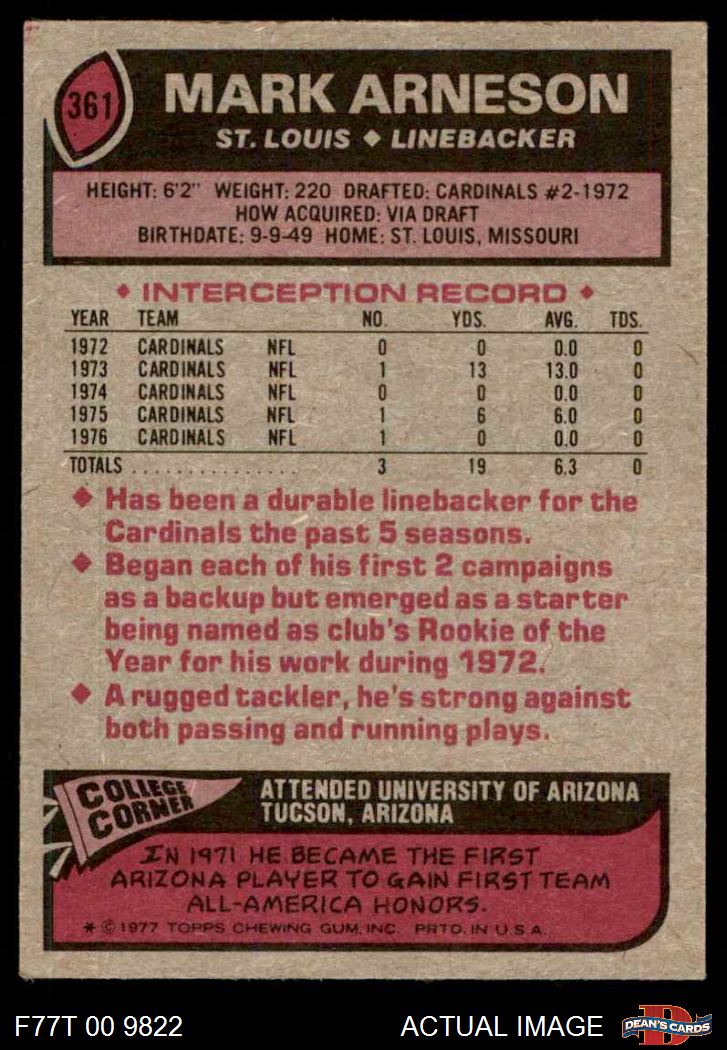 361
MARK ARNESON
ST. LOUIS ♦ LINEBACKER
HEIGHT: 6'2" WEIGHT: 220 DRAFTED: CARDINALS #2-1972
HOW ACQUIRED: VIA DRAFT
BIRTHDATE: 9-9-49 HOME: ST. LOUIS, MISSOURI
♦ INTERCEPTION RECORD ♦
YEAR TEAM NO. YDS. AVG. TDS.
1972 CARDINALS NFL 0 0 0.0 0
1973 CARDINALS NFL 1 13 13.0 0
1974 CARDINALS NFL 0 0 0.0 0
1975 CARDINALS NFL 1 6 6.0 0
1976 CARDINALS NFL 1 0 0.0 0
TOTALS ................ 3 19 6.3 0
♦ Has been a durable linebacker for the
Cardinals the past 5 seasons.
♦ Began each of his first 2 campaigns
as a backup but emerged as a starter
being named as club's Rookie of the
Year for his work during 1972.
♦ A rugged tackler, he's strong against
both passing and running plays.
COLLEGE
CORNER
ATTENDED UNIVERSITY OF ARIZONA
TUCSON, ARIZONA
IN 1971 HE BECAME THE FIRST
ARIZONA PLAYER TO GAIN FIRST TEAM
ALL-AMERICA HONORS.
* © 1977 TOPPS CHEWING GUM, INC. PRTD. IN U.S.A.
F77T 00 9822 ACTUAL IMAGE
D
DEAN'S CARDS